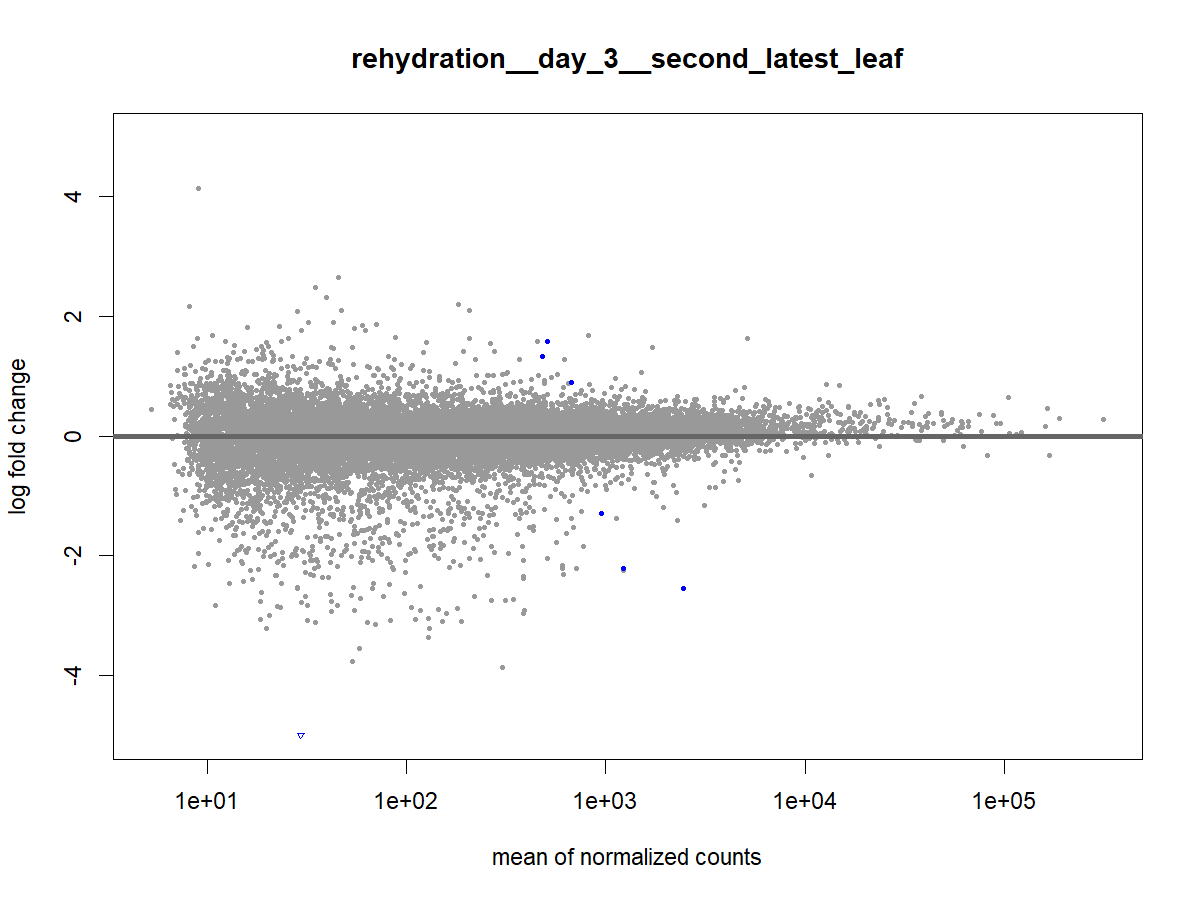 rehydration__day_3__second_latest_leaf
log fold change
4
2
0
-2
-4
1e+01 1e+02 1e+03 1e+04 1e+05
mean of normalized counts